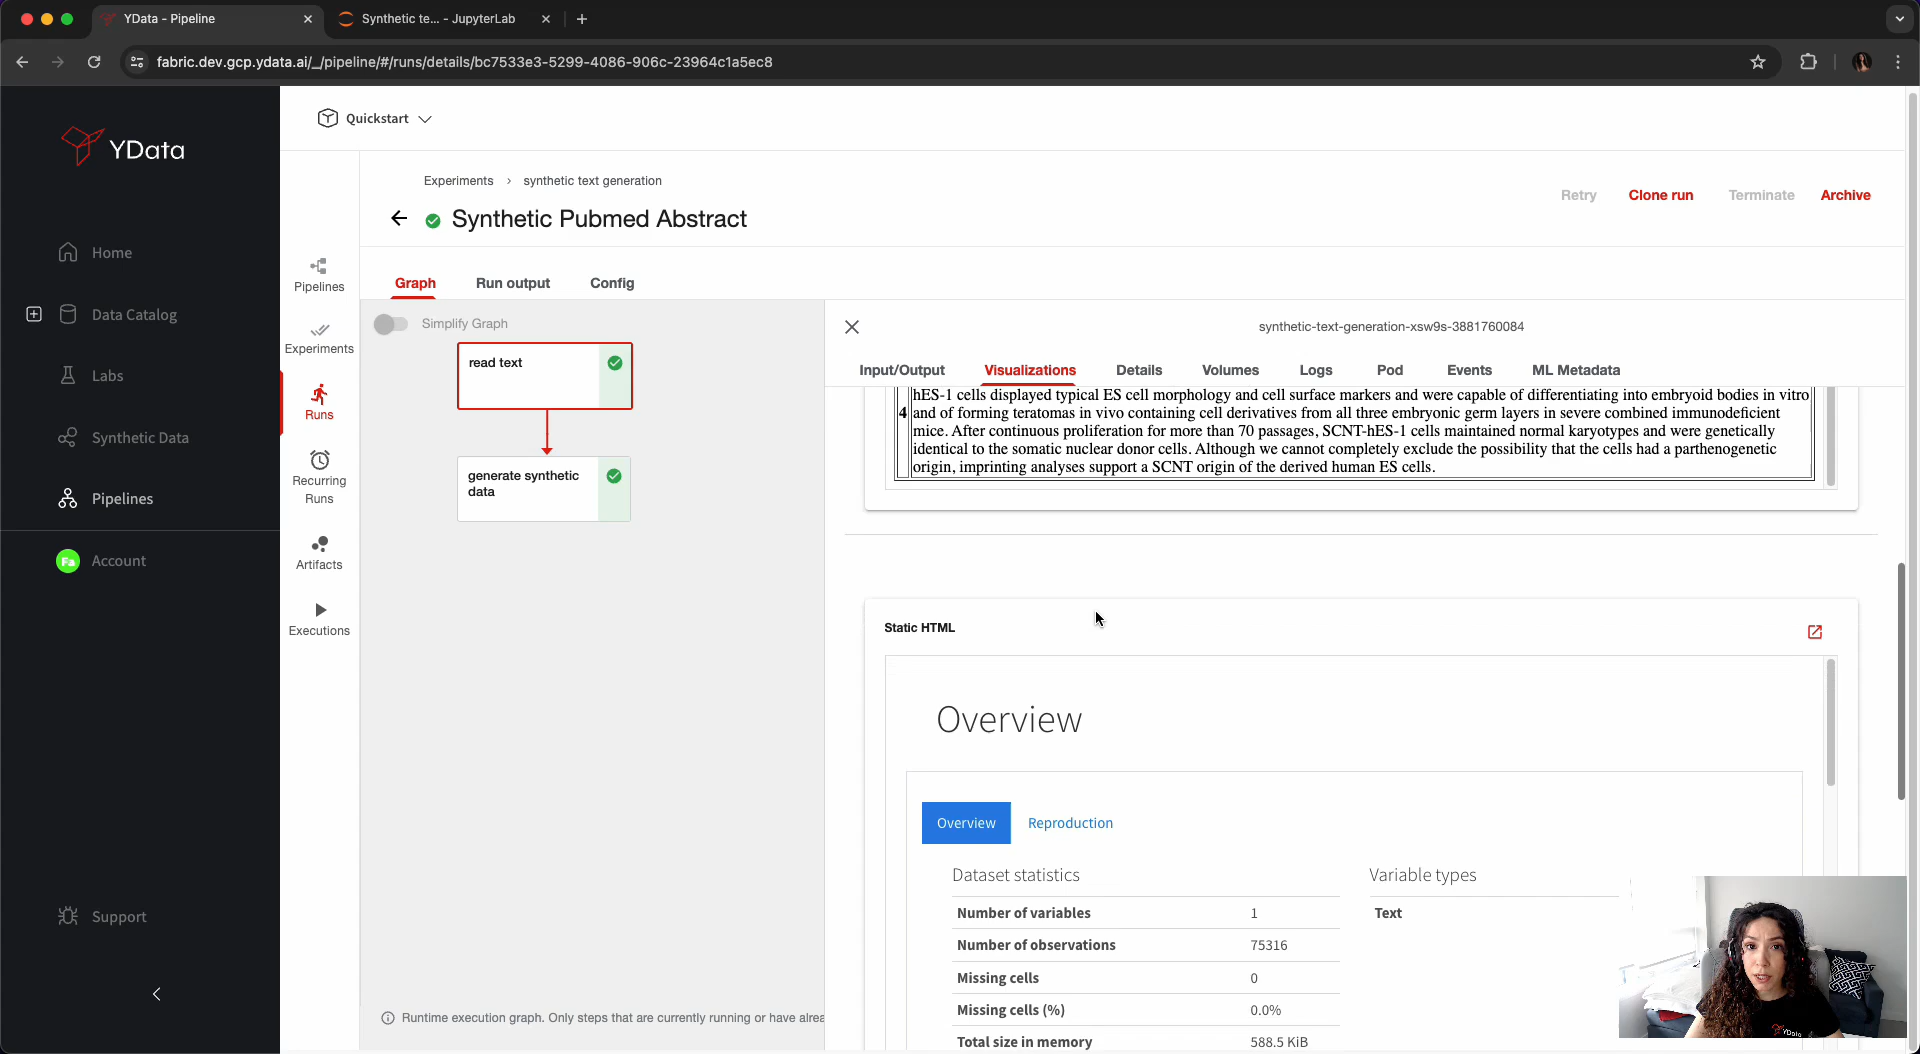 YData - Pipeline
Synthetic te... - JupyterLab
fabric.dev.gcp.ydata.ai/_/pipeline/#/runs/details/bc7533e3-5299-4086-906c-23964c1a5ec8
YData
Quickstart
Home
Data Catalog
Labs
Synthetic Data
Pipelines
Fa
Account
Support
Pipelines
Experiments
Runs
Recurring
Runs
Artifacts
Executions
Experiments > synthetic text generation
Synthetic Pubmed Abstract
Retry
Clone run
Terminate
Archive
Graph
Run output
Config
Simplify Graph
read text
generate synthetic
data
Runtime execution graph. Only steps that are currently running or have alrea
synthetic-text-generation-xsw9s-3881760084
Input/Output
Visualizations
Details
Volumes
Logs
Pod
Events
ML Metadata
hES-1 cells displayed typical ES cell morphology and cell surface markers and were capable of differentiating into embryoid bodies in vitro
4 and of forming teratomas in vivo containing cell derivatives from all three embryonic germ layers in severe combined immunodeficient
mice. After continuous proliferation for more than 70 passages, SCNT-hES-1 cells maintained normal karyotypes and were genetically
identical to the somatic nuclear donor cells. Although we cannot completely exclude the possibility that the cells had a parthenogenetic
origin, imprinting analyses support a SCNT origin of the derived human ES cells.
Static HTML
Overview
Overview
Reproduction
Dataset statistics
Number of variables 1
Number of observations 75316
Missing cells 0
Missing cells (%) 0.0%
Total size in memory 588.5 KiB
Variable types
Text
YData